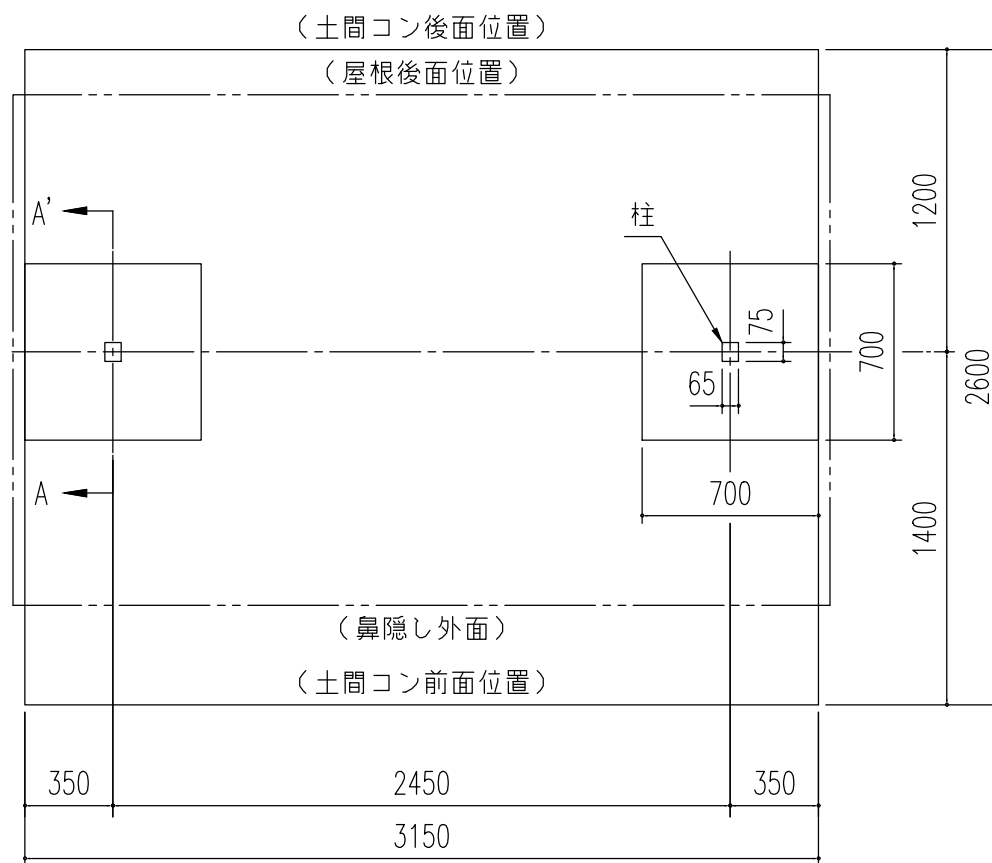 （土間コン後面位置）
（屋根後面位置）
A'
柱
1200
75
700
2600
65
A
700
1400
（鼻隠し外面）
（土間コン前面位置）
350
2450
350
3150